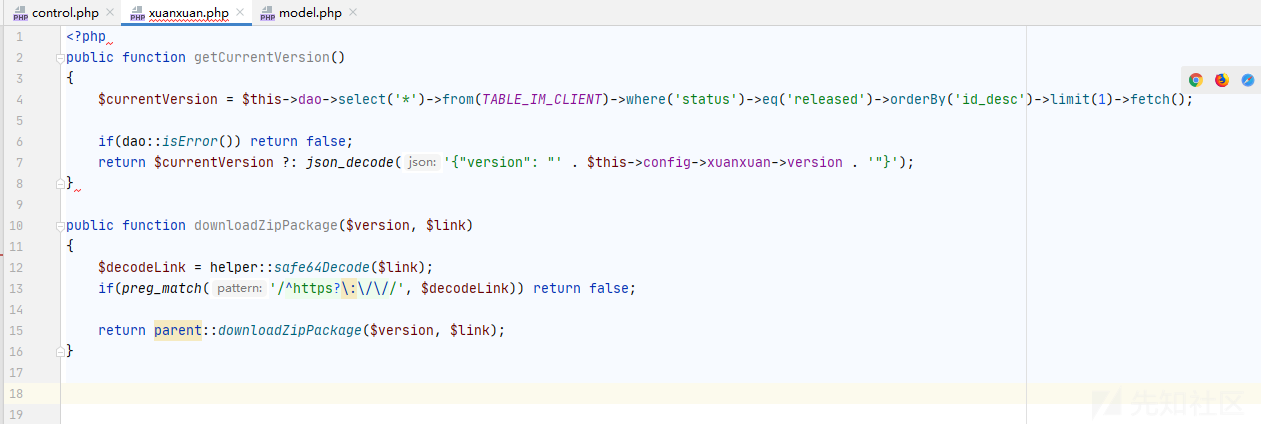 control.php xuanxuan.php model.php
1 <?php
2 public function getCurrentVersion()
3 {
4 $currentVersion = $this->dao->select('*')->from(TABLE_IM_CLIENT)->where('status')->eq('released')->orderBy('id_desc')->limit(1)->fetch();
5
6 if(dao::isError()) return false;
7 return $currentVersion ?: json_decode( json: '{"version": "' . $this->config->xuanxuan->version . '"}');
8 }
9
10 public function downloadZipPackage($version, $link)
11 {
12 $decodeLink = helper::safe64Decode($link);
13 if(preg_match( pattern: '/^https?\:\/\//', $decodeLink)) return false;
14
15 return parent::downloadZipPackage($version, $link);
16 }
17
18
19
先知社区